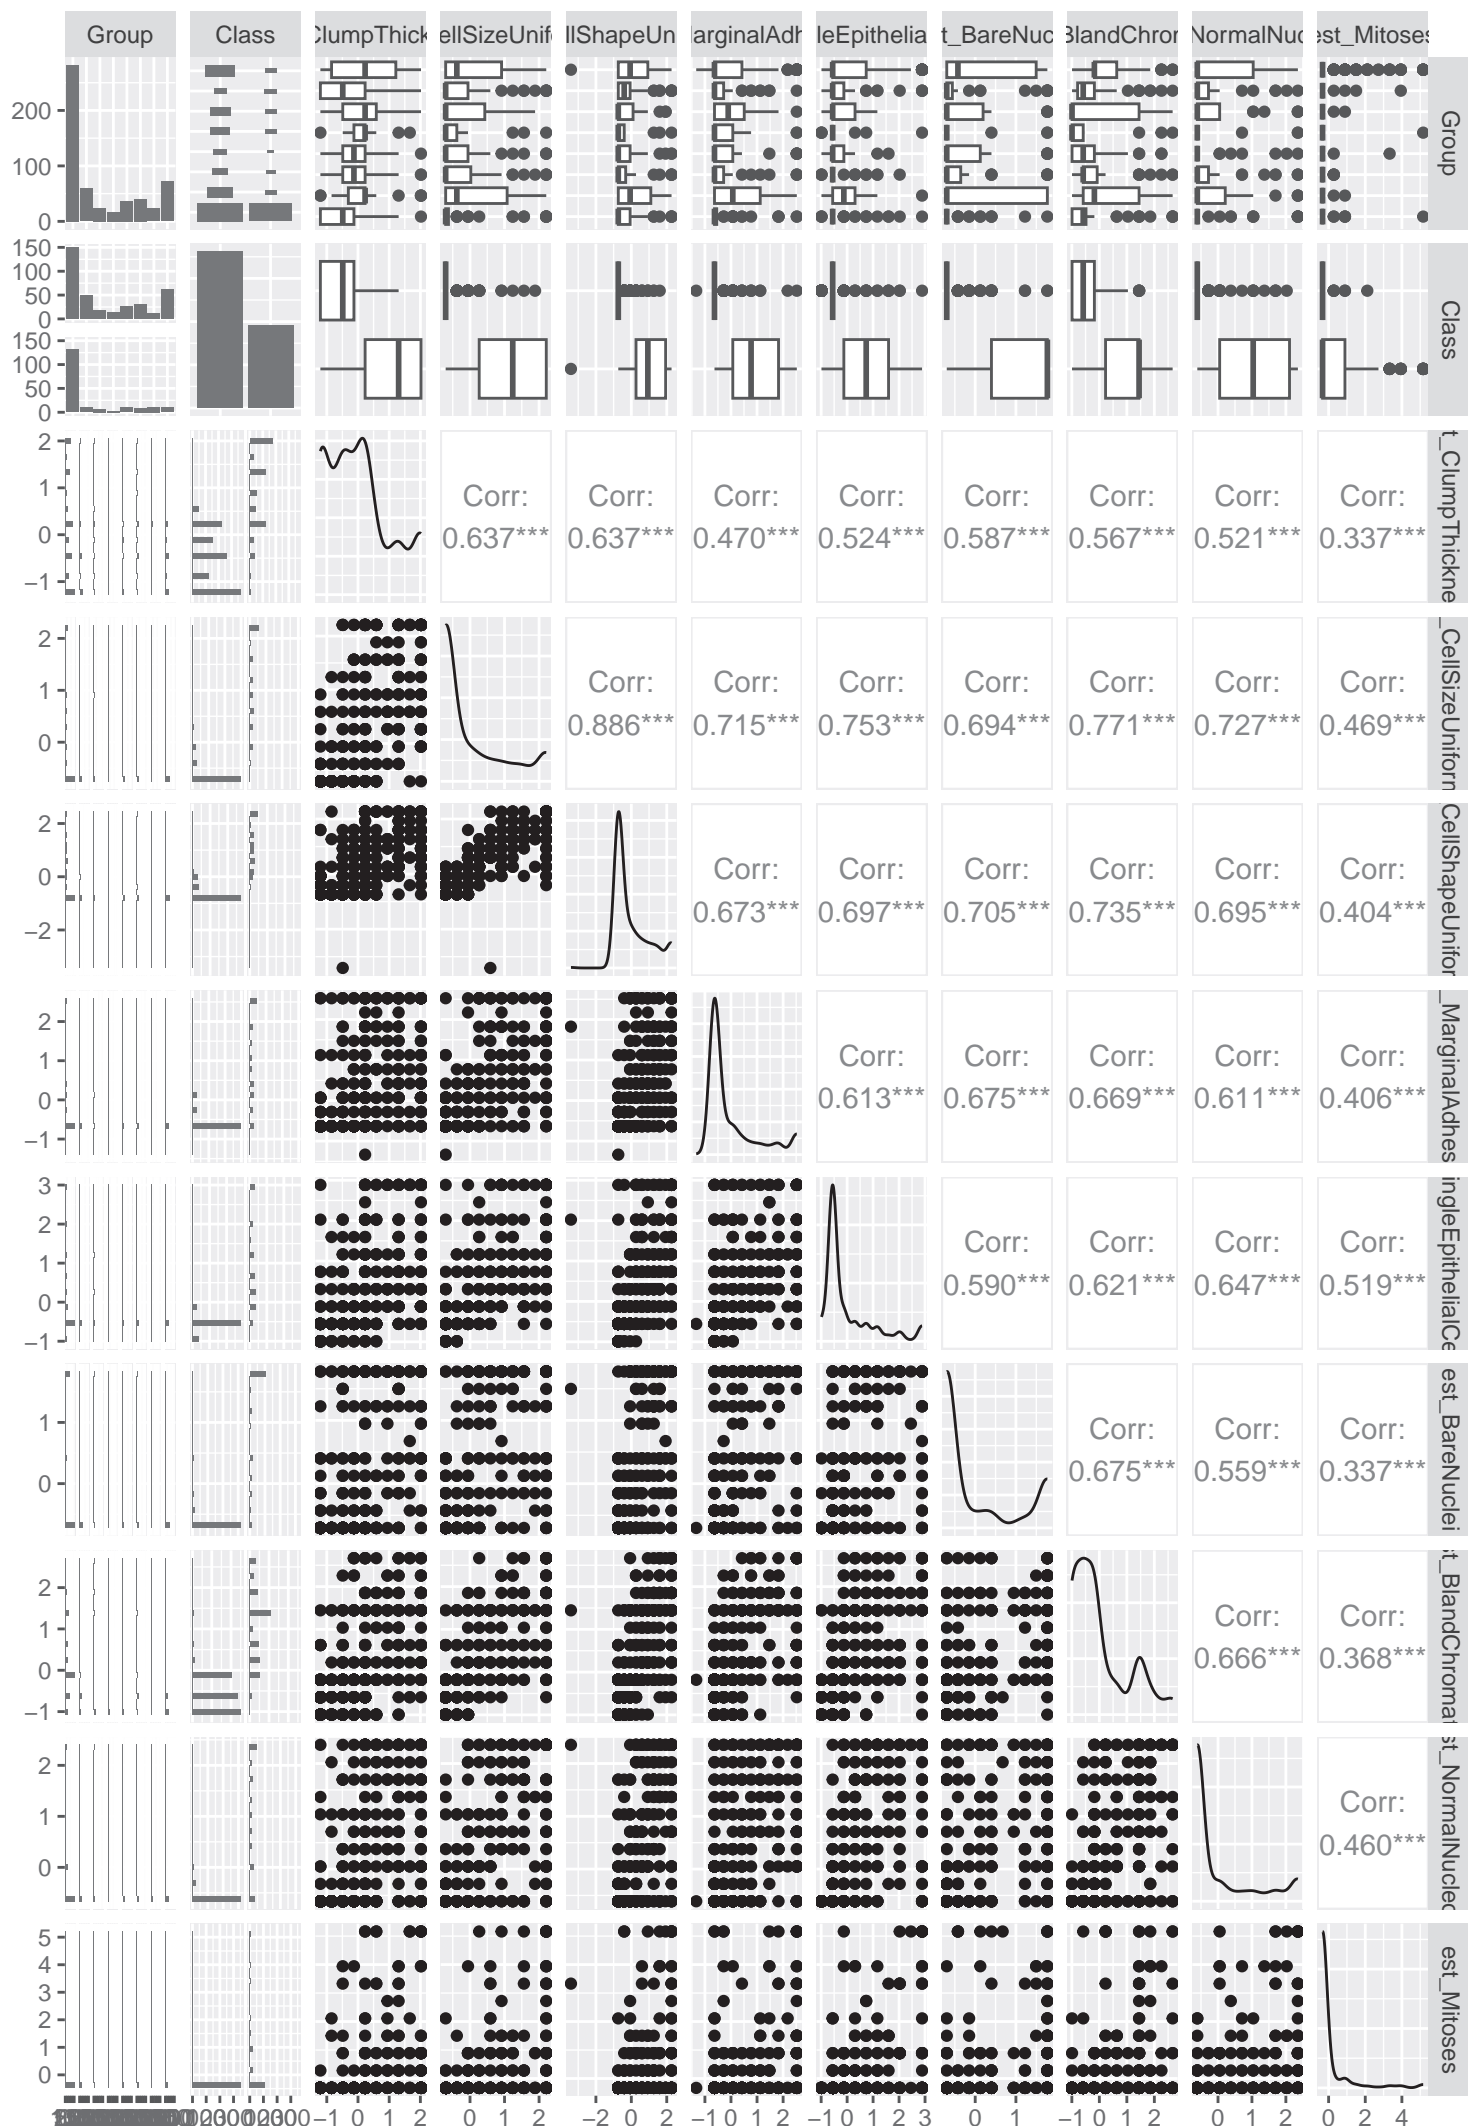 Group Class ClumpThick ellSizeUnif llShapeUn arginalAdh leEpithelia t_BareNuc BlandChron NormalNuc est_Mitoses
200
100
0
Group
150
100
50
0
150
100
50
0
Class
2
1
0
−1
Corr: Corr: Corr: Corr: Corr: Corr: Corr: Corr:
0.637*** 0.637*** 0.470*** 0.524*** 0.587*** 0.567*** 0.521*** 0.337***
t_ClumpThickne
2
1
0
Corr: Corr: Corr: Corr: Corr: Corr: Corr:
0.886*** 0.715*** 0.753*** 0.694*** 0.771*** 0.727*** 0.469***
_CellSizeUniform
2
0
−2
Corr: Corr: Corr: Corr: Corr: Corr:
0.673*** 0.697*** 0.705*** 0.735*** 0.695*** 0.404***
CellShapeUnifor
2
1
0
−1
Corr: Corr: Corr: Corr: Corr:
0.613*** 0.675*** 0.669*** 0.611*** 0.406***
_MarginalAdhes
3
2
1
0
−1
Corr: Corr: Corr: Corr:
0.590*** 0.621*** 0.647*** 0.519***
ingleEpithelialCe
1
0
Corr: Corr: Corr:
0.675*** 0.559*** 0.337***
est_BareNuclei
2
1
0
−1
Corr: Corr:
0.666*** 0.368***
st_BlandChromat
2
1
0
Corr:
0.460***
st_NormalNucleo
5
4
3
2
1
0
est_Mitoses
−1 0 1 2 0 1 2 −2 0 2 −1 0 1 2 −1 0 1 2 3 0 1 −1 0 1 2 0 1 2 0 2 4